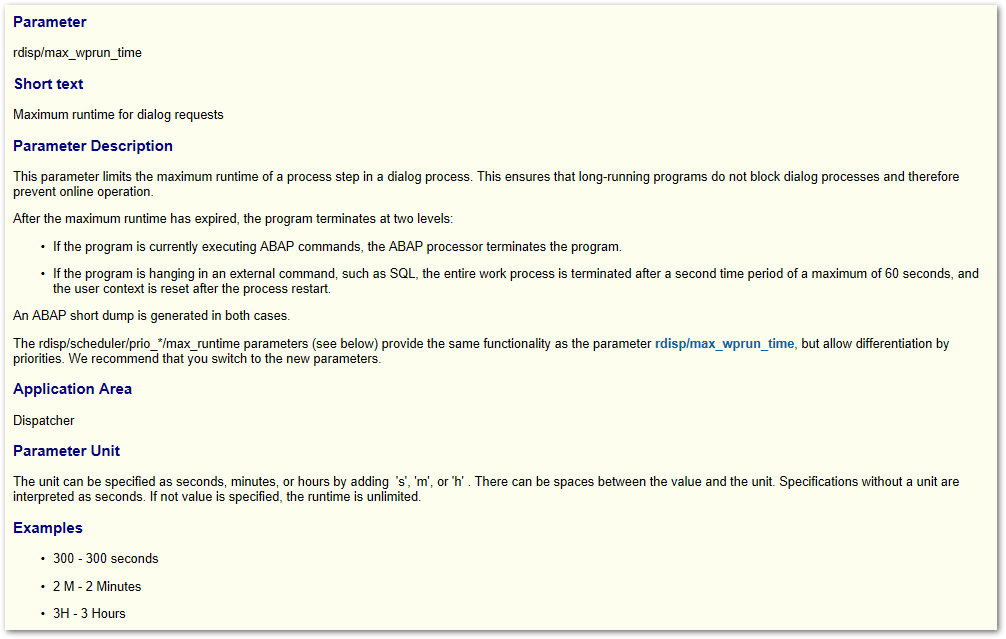 Parameter
rdisp/max_wprun_time
Short text
Maximum runtime for dialog requests
Parameter Description
This parameter limits the maximum runtime of a process step in a dialog process. This ensures that long-running programs do not block dialog processes and therefore
prevent online operation.
After the maximum runtime has expired, the program terminates at two levels:
• If the program is currently executing ABAP commands, the ABAP processor terminates the program.
• If the program is hanging in an external command, such as SQL, the entire work process is terminated after a second time period of a maximum of 60 seconds, and
the user context is reset after the process restart.
An ABAP short dump is generated in both cases.
The rdisp/scheduler/prio_*/max_runtime parameters (see below) provide the same functionality as the parameter rdisp/max_wprun_time, but allow differentiation by
priorities. We recommend that you switch to the new parameters.
Application Area
Dispatcher
Parameter Unit
The unit can be specified as seconds, minutes, or hours by adding 's', 'm', or 'h' . There can be spaces between the value and the unit. Specifications without a unit are
interpreted as seconds. If not value is specified, the runtime is unlimited.
Examples
• 300 - 300 seconds
• 2 M - 2 Minutes
• 3H - 3 Hours